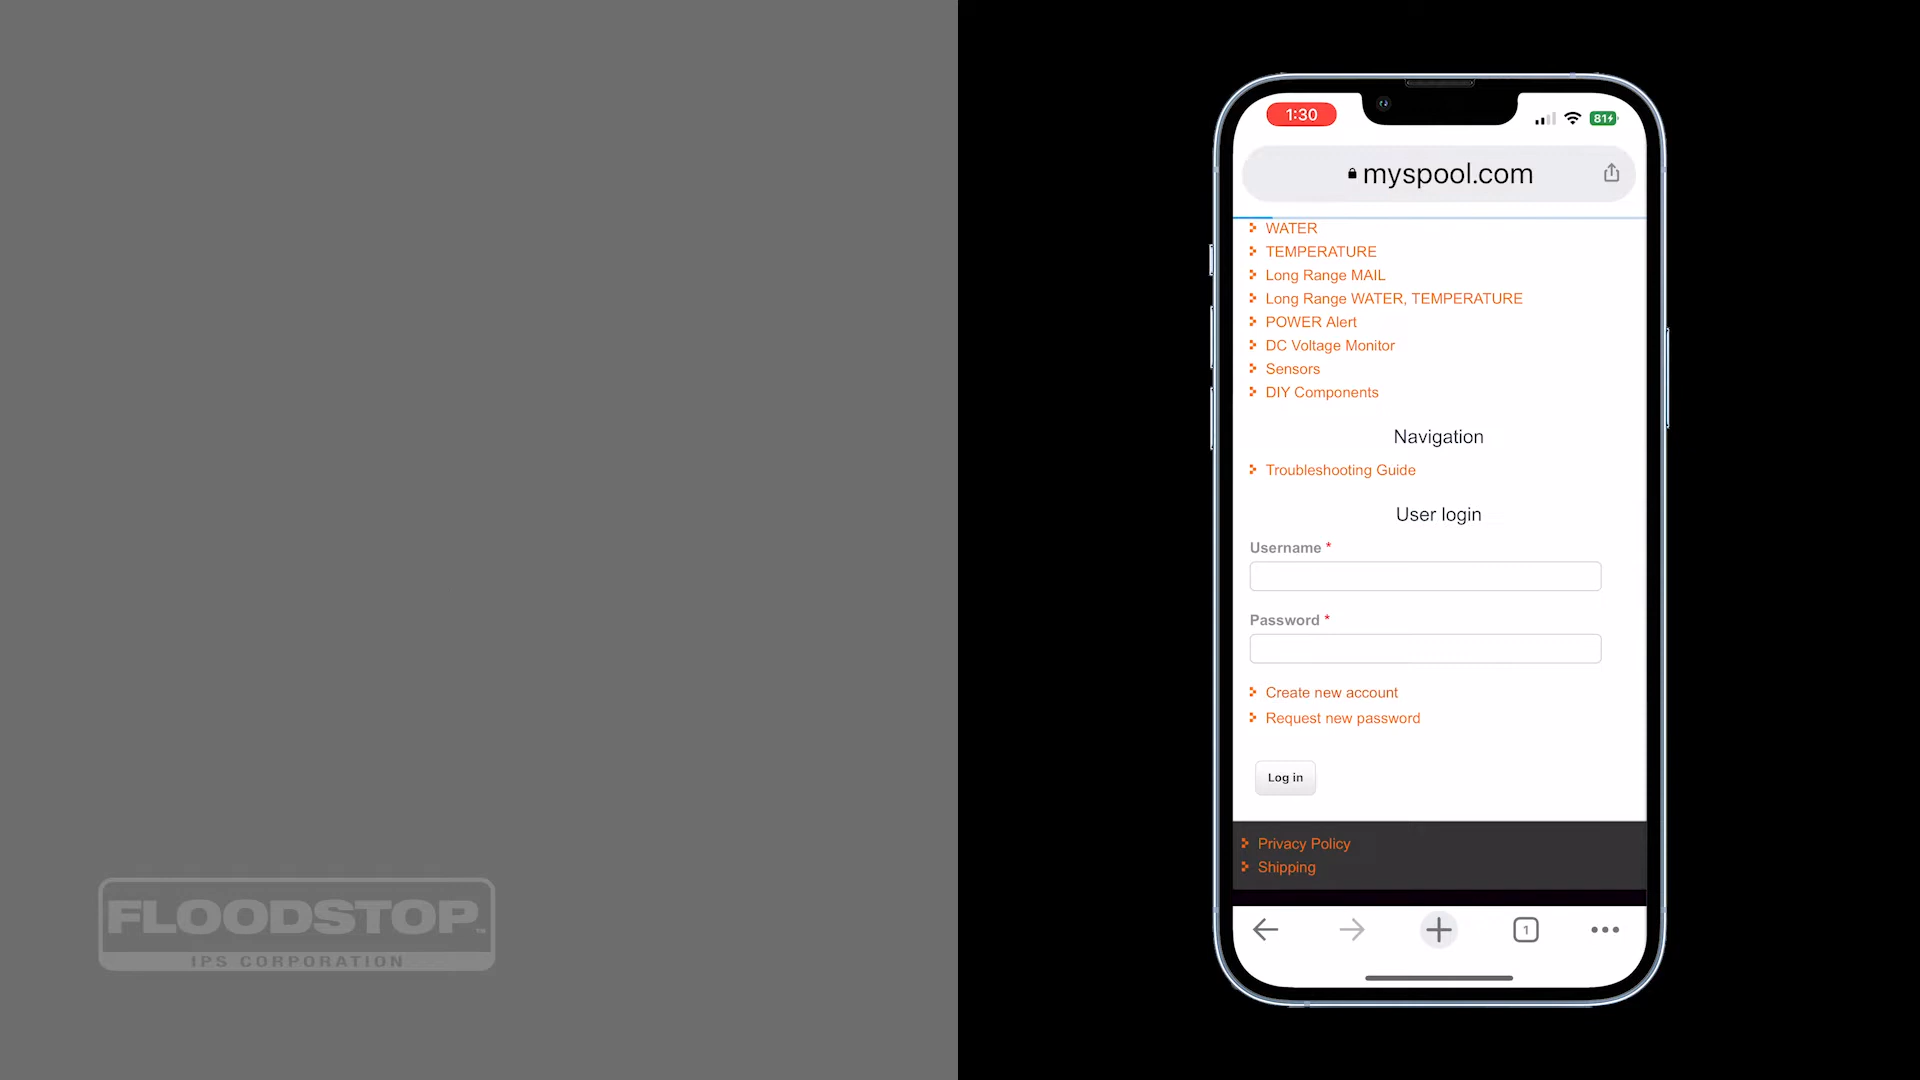 FLOODSTOP™
IPS CORPORATION
1:30
81
myspool.com
WATER
TEMPERATURE
Long Range MAIL
Long Range WATER, TEMPERATURE
POWER Alert
DC Voltage Monitor
Sensors
DIY Components
Navigation
Troubleshooting Guide
User login
Username *
Password *
Create new account
Request new password
Log in
Privacy Policy
Shipping
1